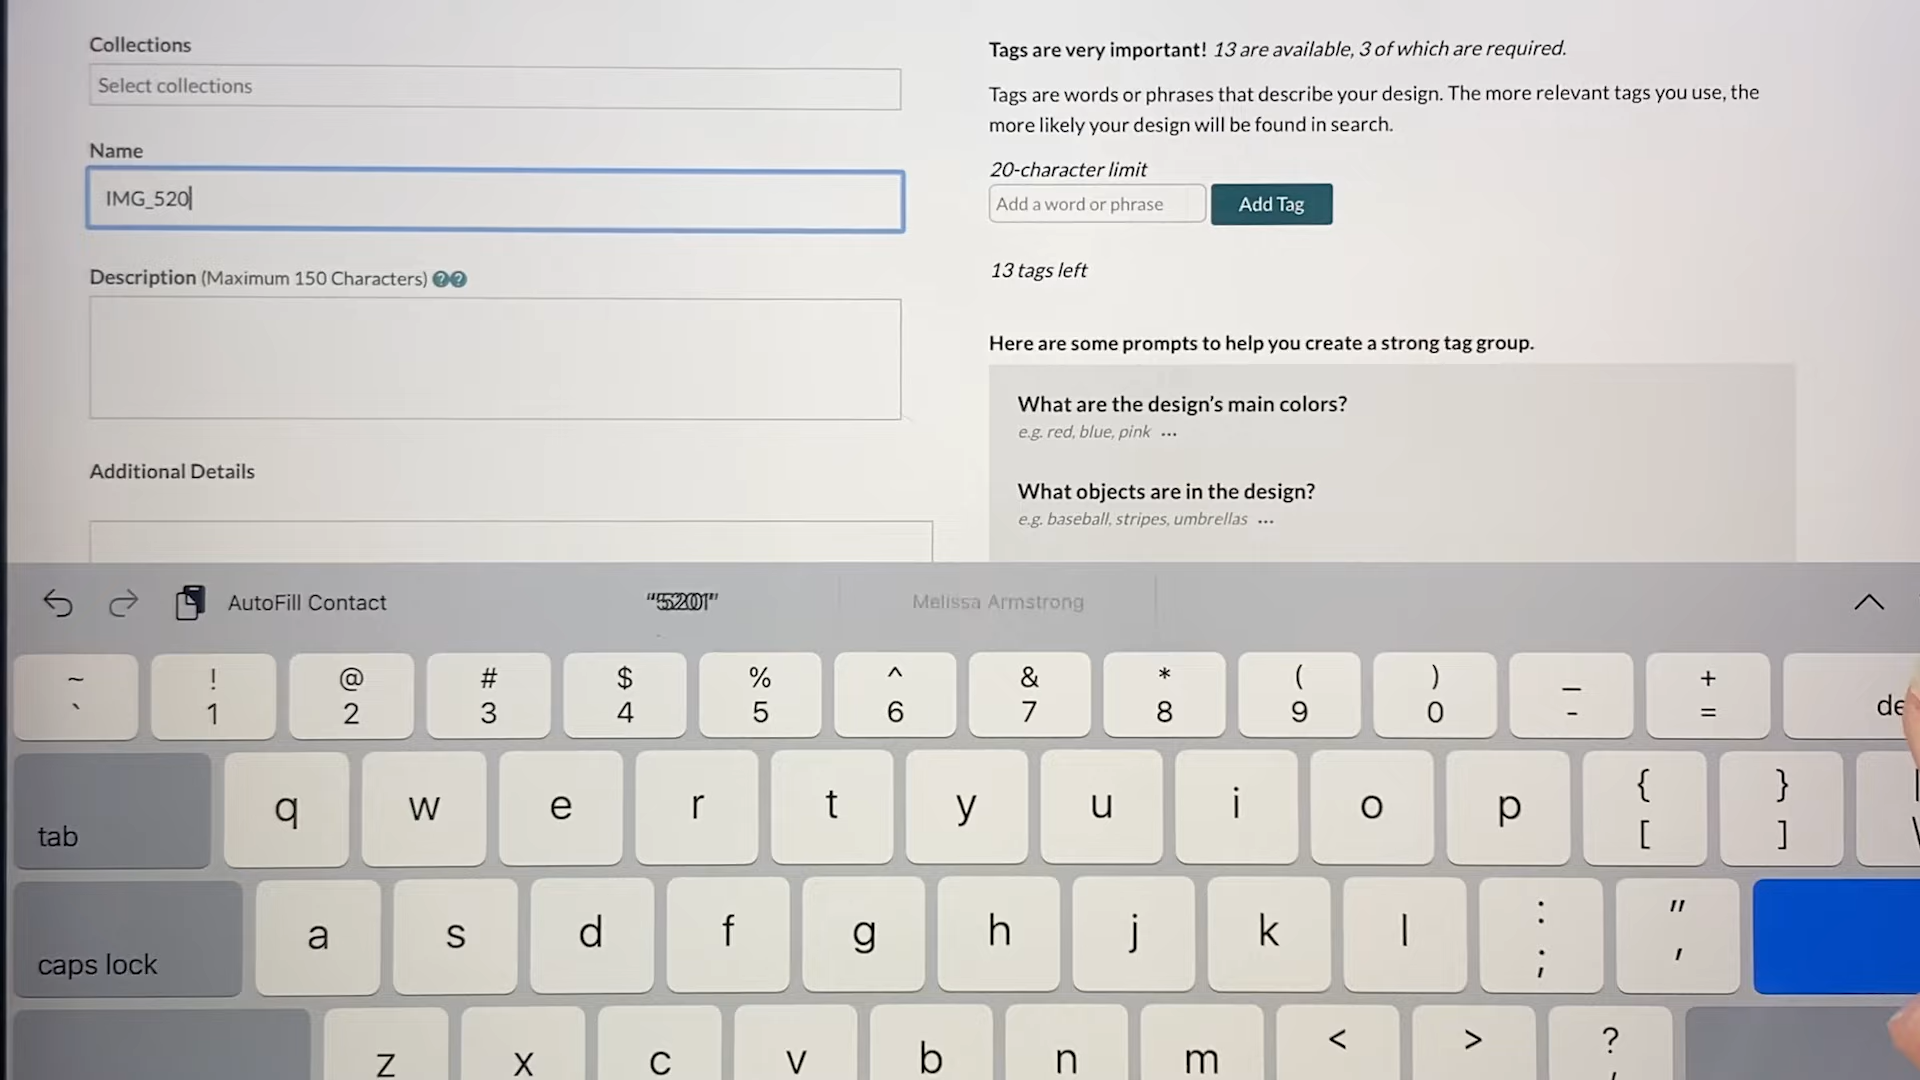 Collections
Select collections
Name
IMG_520
Description (Maximum 150 Characters) ??
Additional Details
Tags are very important! 13 are available, 3 of which are required.
Tags are words or phrases that describe your design. The more relevant tags you use, the
more likely your design will be found in search.
20-character limit
Add a word or phrase
Add Tag
13 tags left
Here are some prompts to help you create a strong tag group.
What are the design's main colors?
e.g. red, blue, pink ...
What objects are in the design?
e.g. baseball, stripes, umbrellas ...
AutoFill Contact
Melissa Armstrong
~ ! @ # $ % ^ & * ( ) _ +
` 1 2 3 4 5 6 7 8 9 0 - = de
tab q w e r t y u i o p { [ } ] | \
caps lock a s d f g h j k l : ; " '
z x c v b n m < > ?